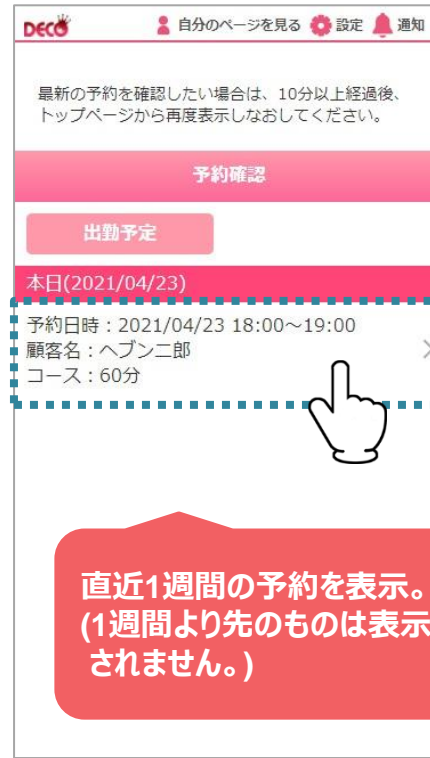 DECO 自分のページを見る 設定 通知
最新の予約を確認したい場合は、10分以上経過後、
トップページから再度表示しなおしてください。
予約確認
出勤予定
本日(2021/04/23)
予約日時：2021/04/23 18:00～19:00
顧客名：ヘブン二郎
コース：60分
直近1週間の予約を表示。
(1週間より先のものは表示
されません。)